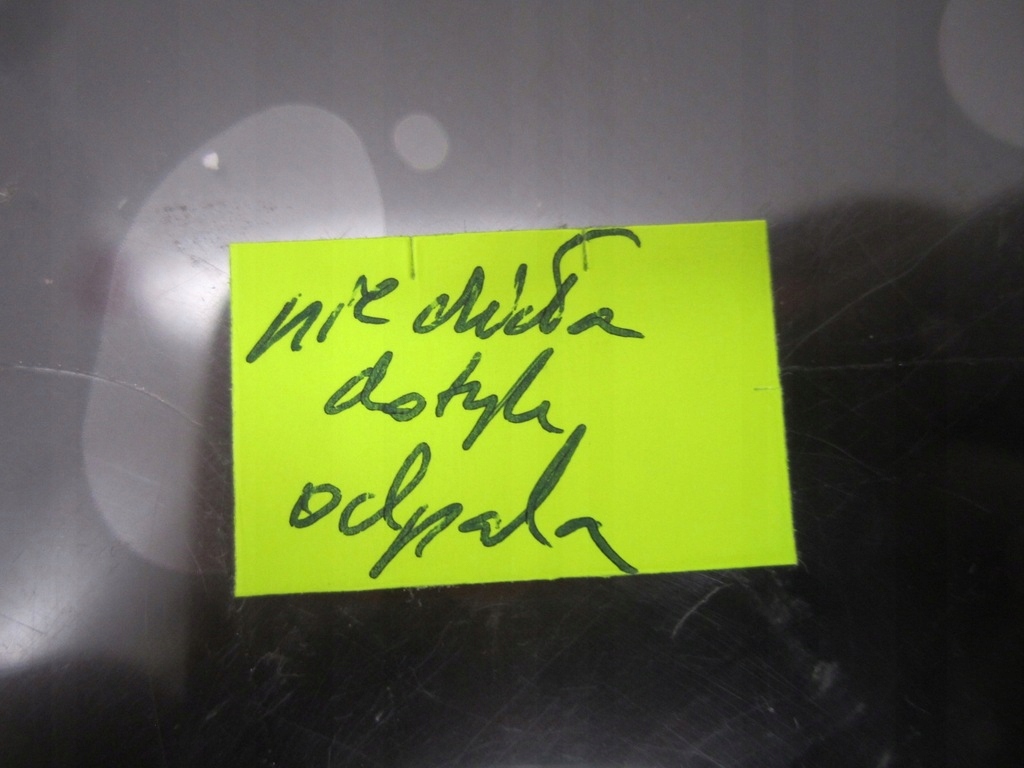 nie działa
dotyk
odpala